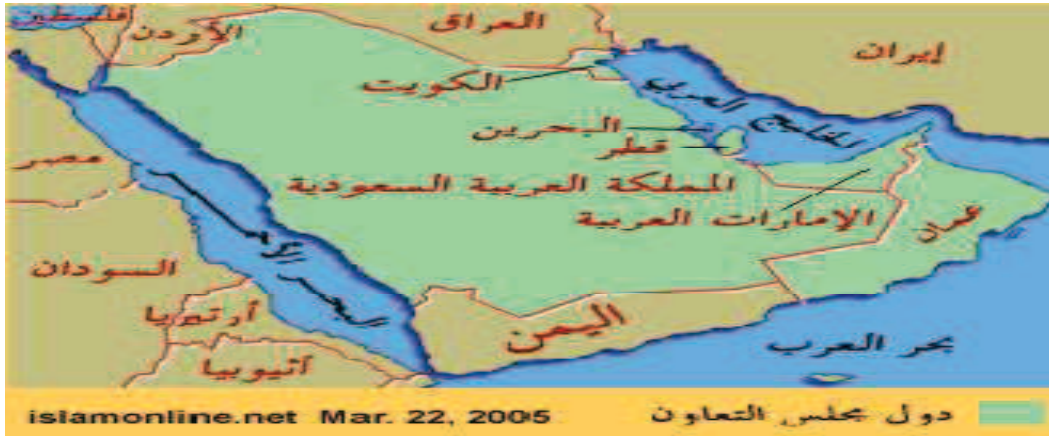 فلسطين
الأردن
العراق
إيران
الكويت
الخليج العربي
البحرين
قطر
مصر
المملكة العربية السعودية
الإمارات العربية
عمان
البحر الأحمر
السودان
أرتيريا
اليمن
بحر العرب
اثيوبيا
islamonline.net Mar. 22, 2005 دول مجلس التعاون